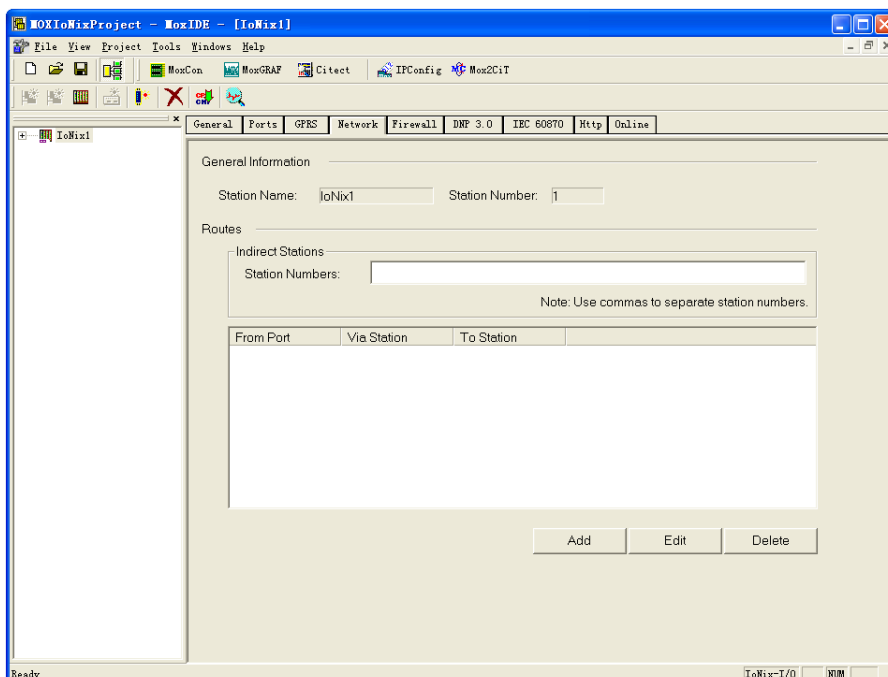 MOXIoNixProject - MoxIDE - [IoNix1]
File View Project Tools Windows Help
MoxCon MoxGRAF Citect IPConfig Mox2CiT
IoNix1
General Ports GPRS Network Firewall DNP 3.0 IEC 60870 Http Online
General Information
Station Name: IoNix1 Station Number: 1
Routes
Indirect Stations
Station Numbers:
Note: Use commas to separate station numbers.
From Port Via Station To Station
Add Edit Delete
Ready IoNix-I/O NUM